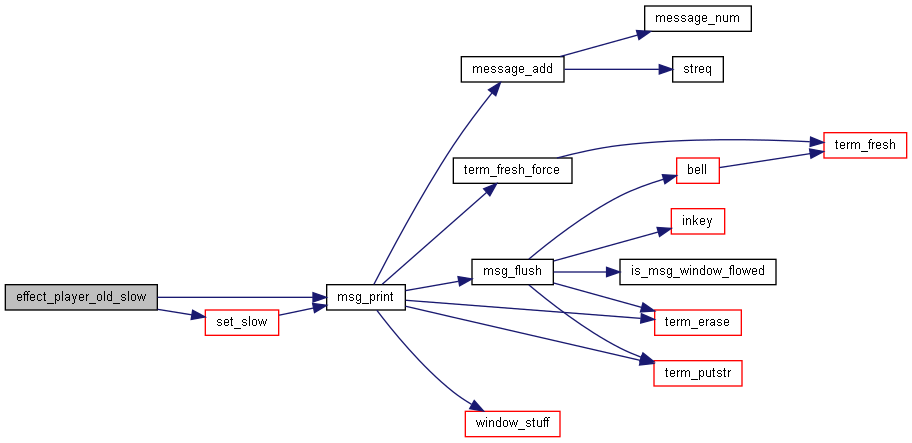 message_num
message_add
streq
term_fresh
term_fresh_force
bell
inkey
msg_flush
is_msg_window_flowed
effect_player_old_slow
msg_print
set_slow
term_erase
term_putstr
window_stuff